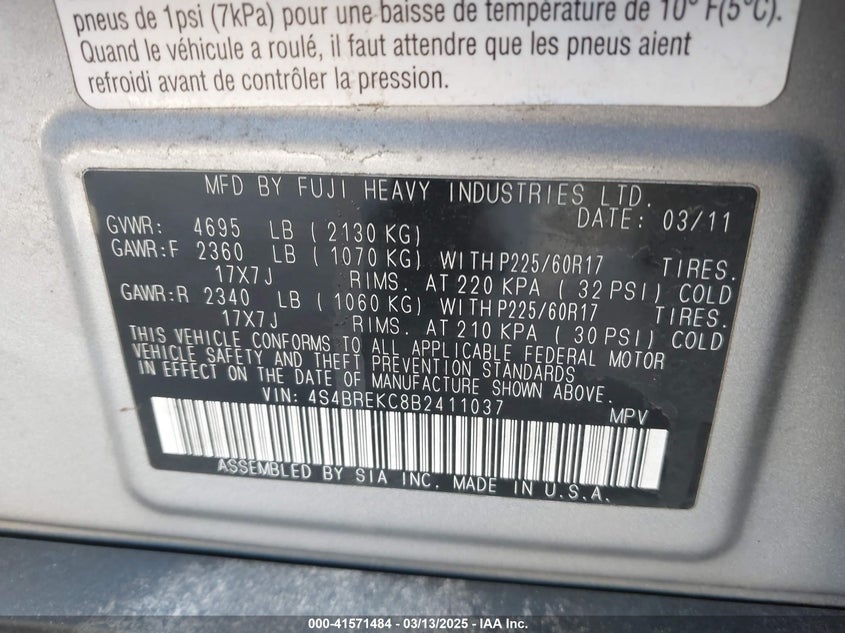 pneus de 1psi (7kPa) pour une baisse de température de 10° F(5°C).
Quand le véhicule a roulé, il faut attendre que les pneus aient
refroidi avant de contrôler la pression.
MFD BY FUJI HEAVY INDUSTRIES LTD.
DATE: 03/11
GVWR: 4695 LB ( 2130 KG)
GAWR:F 2360 LB ( 1070 KG) WITH P225/60R17 TIRES.
17X7J RIMS. AT 220 KPA ( 32 PSI) COLD
GAWR:R 2340 LB ( 1060 KG) WITH P225/60R17 TIRES.
17X7J RIMS. AT 210 KPA ( 30 PSI) COLD
THIS VEHICLE CONFORMS TO ALL APPLICABLE FEDERAL MOTOR
VEHICLE SAFETY AND THEFT PREVENTION STANDARDS
IN EFFECT ON THE DATE OF MANUFACTURE SHOWN ABOVE.
VIN: 4S4BREKC8B2411037 MPV
ASSEMBLED BY SIA INC. MADE IN U.S.A.
000-41571484 | 03/13/2025 - IAA Inc.